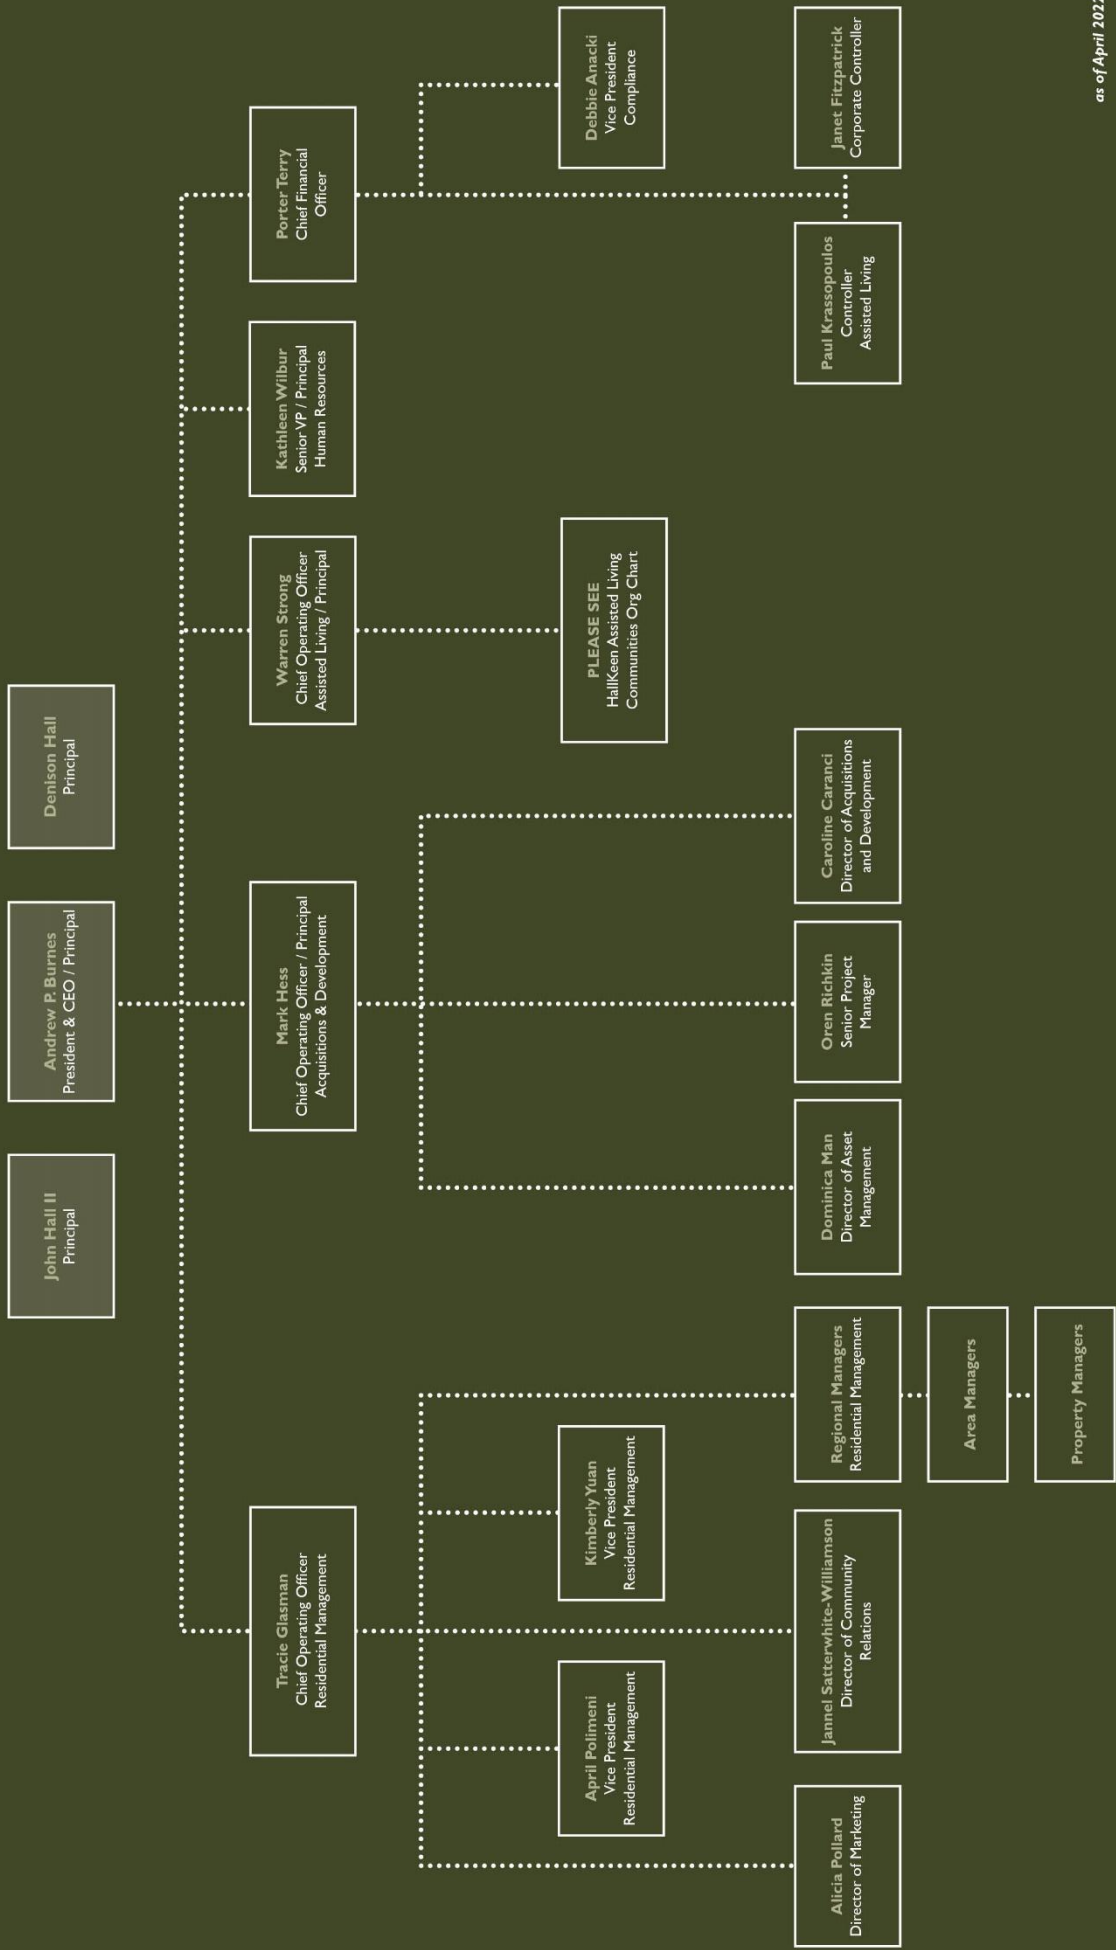 John Hall II
Principal
Andrew P. Burnes
President & CEO / Principal
Denison Hall
Principal
Tracie Glasman
Chief Operating Officer
Residential Management
Mark Hess
Chief Operating Officer / Principal
Acquisitions & Development
Warren Strong
Chief Operating Officer
Assisted Living / Principal
Kathleen Wilbur
Senior VP / Principal
Human Resources
Porter Terry
Chief Financial
Officer
April Polimeni
Vice President
Residential Management
Kimberly Yuan
Vice President
Residential Management
PLEASE SEE
HallKeen Assisted Living
Communities Org Chart
Debbie Anacki
Vice President
Compliance
Alicia Pollard
Director of Marketing
Jannel Satterwhite-Williamson
Director of Community
Relations
Regional Managers
Residential Management
Dominica Man
Director of Asset
Management
Oren Richkin
Senior Project
Manager
Caroline Caranci
Director of Acquisitions
and Development
Paul Krassopoulos
Controller
Assisted Living
Janet Fitzpatrick
Corporate Controller
Area Managers
Property Managers
as of April 2022